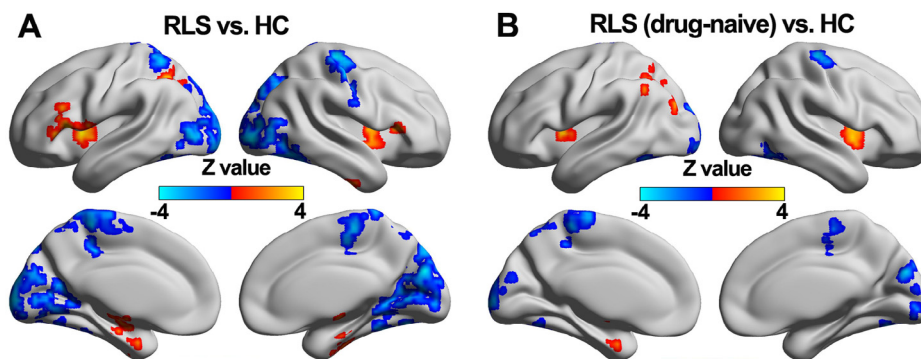 A RLS vs. HC
B RLS (drug-naive) vs. HC
Z value
-4 4
Z value
-4 4